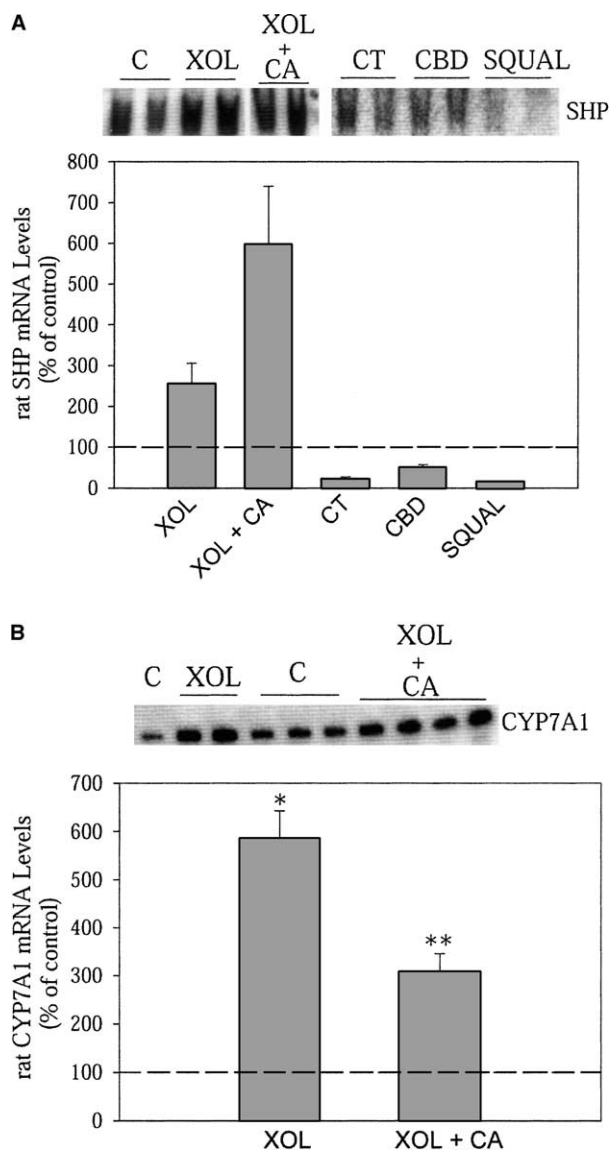 A
C XOL XOL + CA CT CBD SQUAL
SHP
rat SHP mRNA Levels
(% of control)
800
700
600
500
400
300
200
100
0
XOL
XOL + CA
CT
CBD
SQUAL
B
C XOL C XOL + CA
CYP7A1
rat CYP7A1 mRNA Levels
(% of control)
700
600
500
400
300
200
100
0
*
**
XOL
XOL + CA